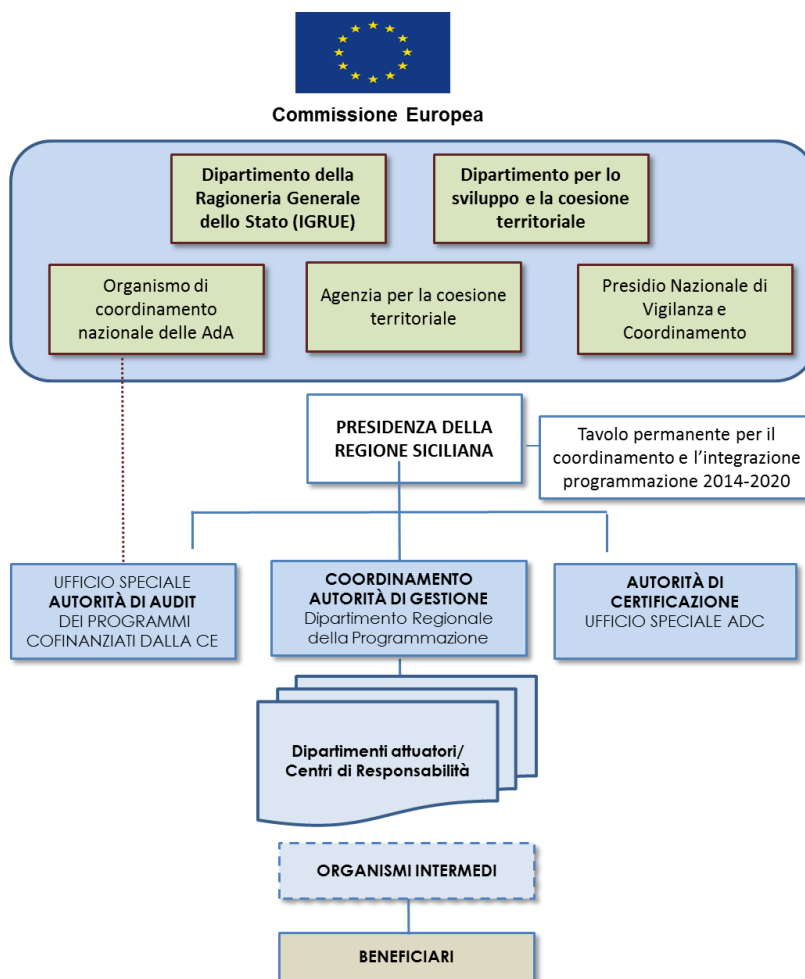 Commissione Europea
Dipartimento della
Ragioneria Generale
dello Stato (IGRUE)
Dipartimento per lo
sviluppo e la coesione
territoriale
Organismo di
coordinamento
nazionale delle AdA
Agenzia per la coesione
territoriale
Presidio Nazionale di
Vigilanza e
Coordinamento
PRESIDENZA DELLA
REGIONE SICILIANA
Tavolo permanente per il
coordinamento e l'integrazione
programmazione 2014-2020
UFFICIO SPECIALE
AUTORITÀ DI AUDIT
DEI PROGRAMMI
COFINANZIATI DALLA CE
COORDINAMENTO
AUTORITÀ DI GESTIONE
Dipartimento Regionale
della Programmazione
AUTORITÀ DI
CERTIFICAZIONE
UFFICIO SPECIALE ADC
Dipartimenti attuatori/
Centri di Responsabilità
ORGANISMI INTERMEDI
BENEFICIARI